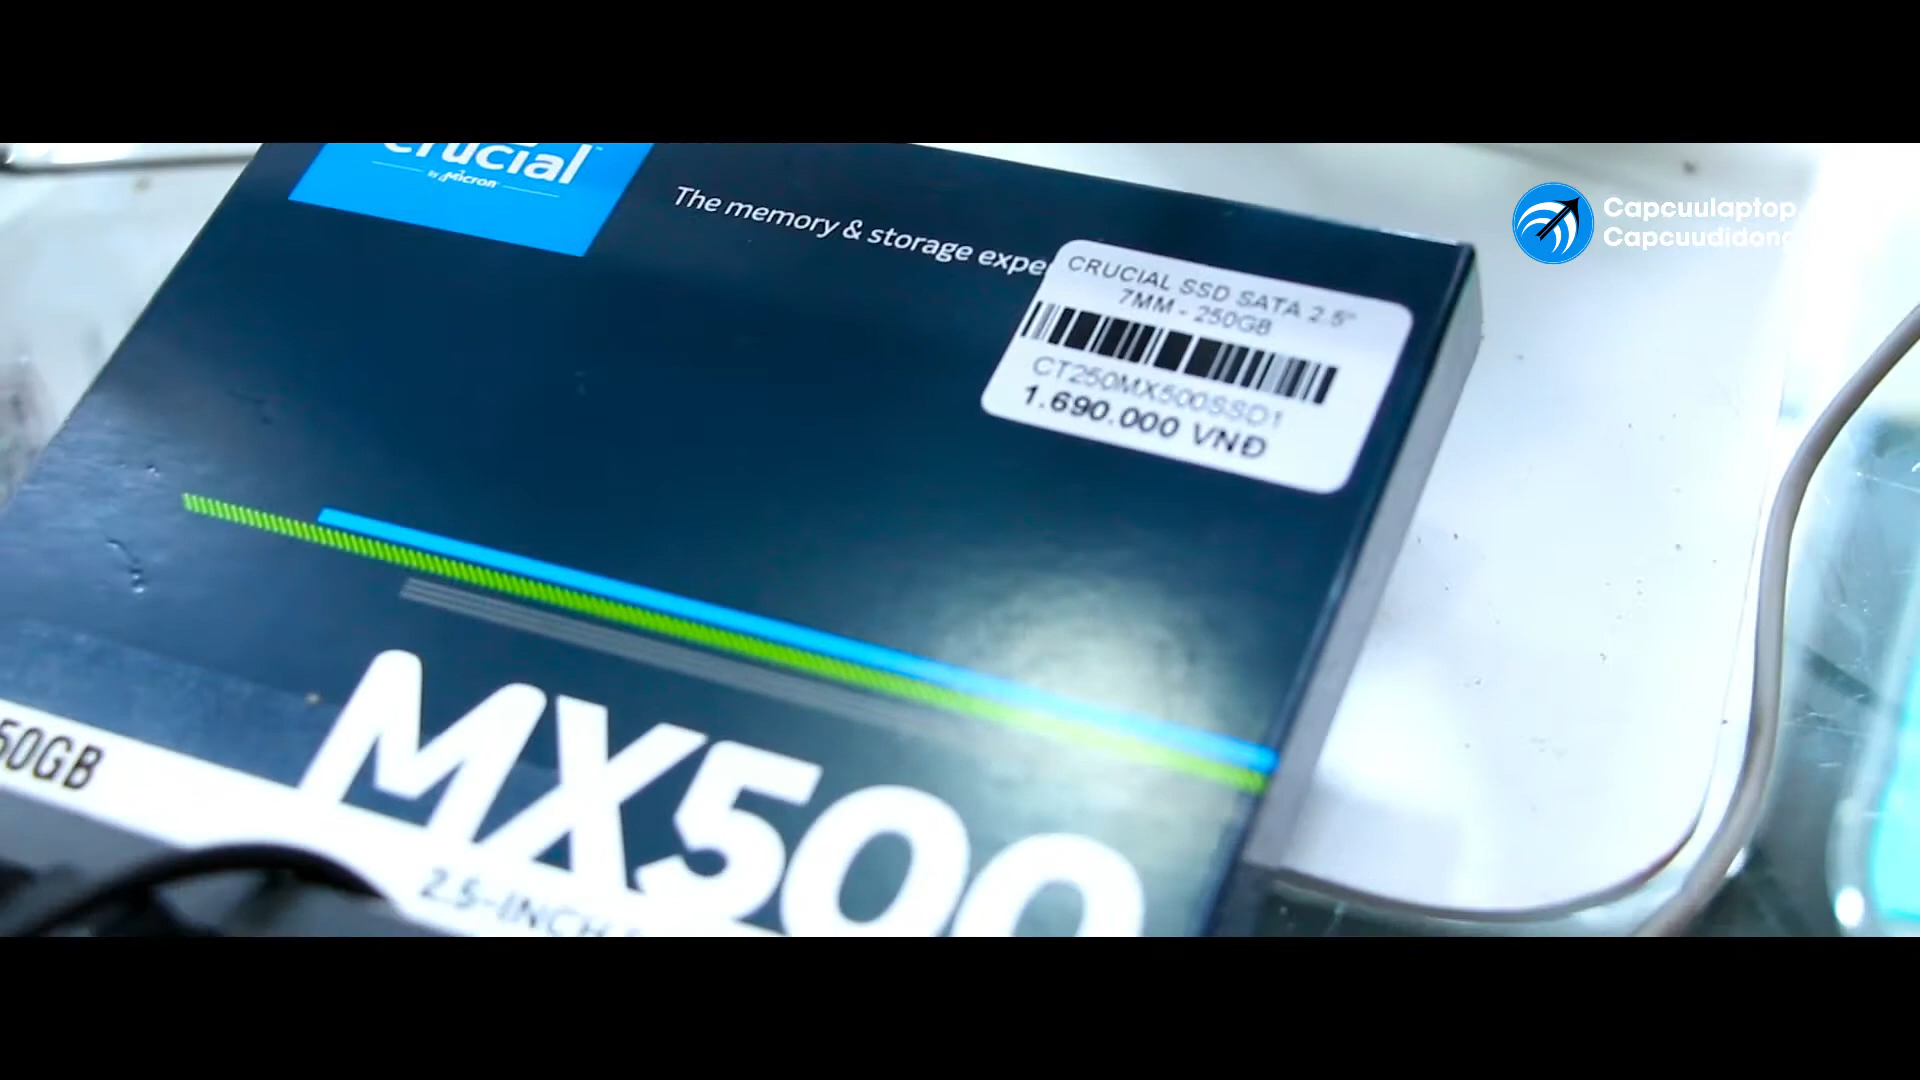 crucial
by Micron
The memory & storage expe
CRUCIAL SSD SATA 2.5"
7MM - 250GB
CT250MX500SSD1
1.690.000 VNĐ
Capcuulaptop.
Capcuudidong
50GB
MX500
2.5-INCH